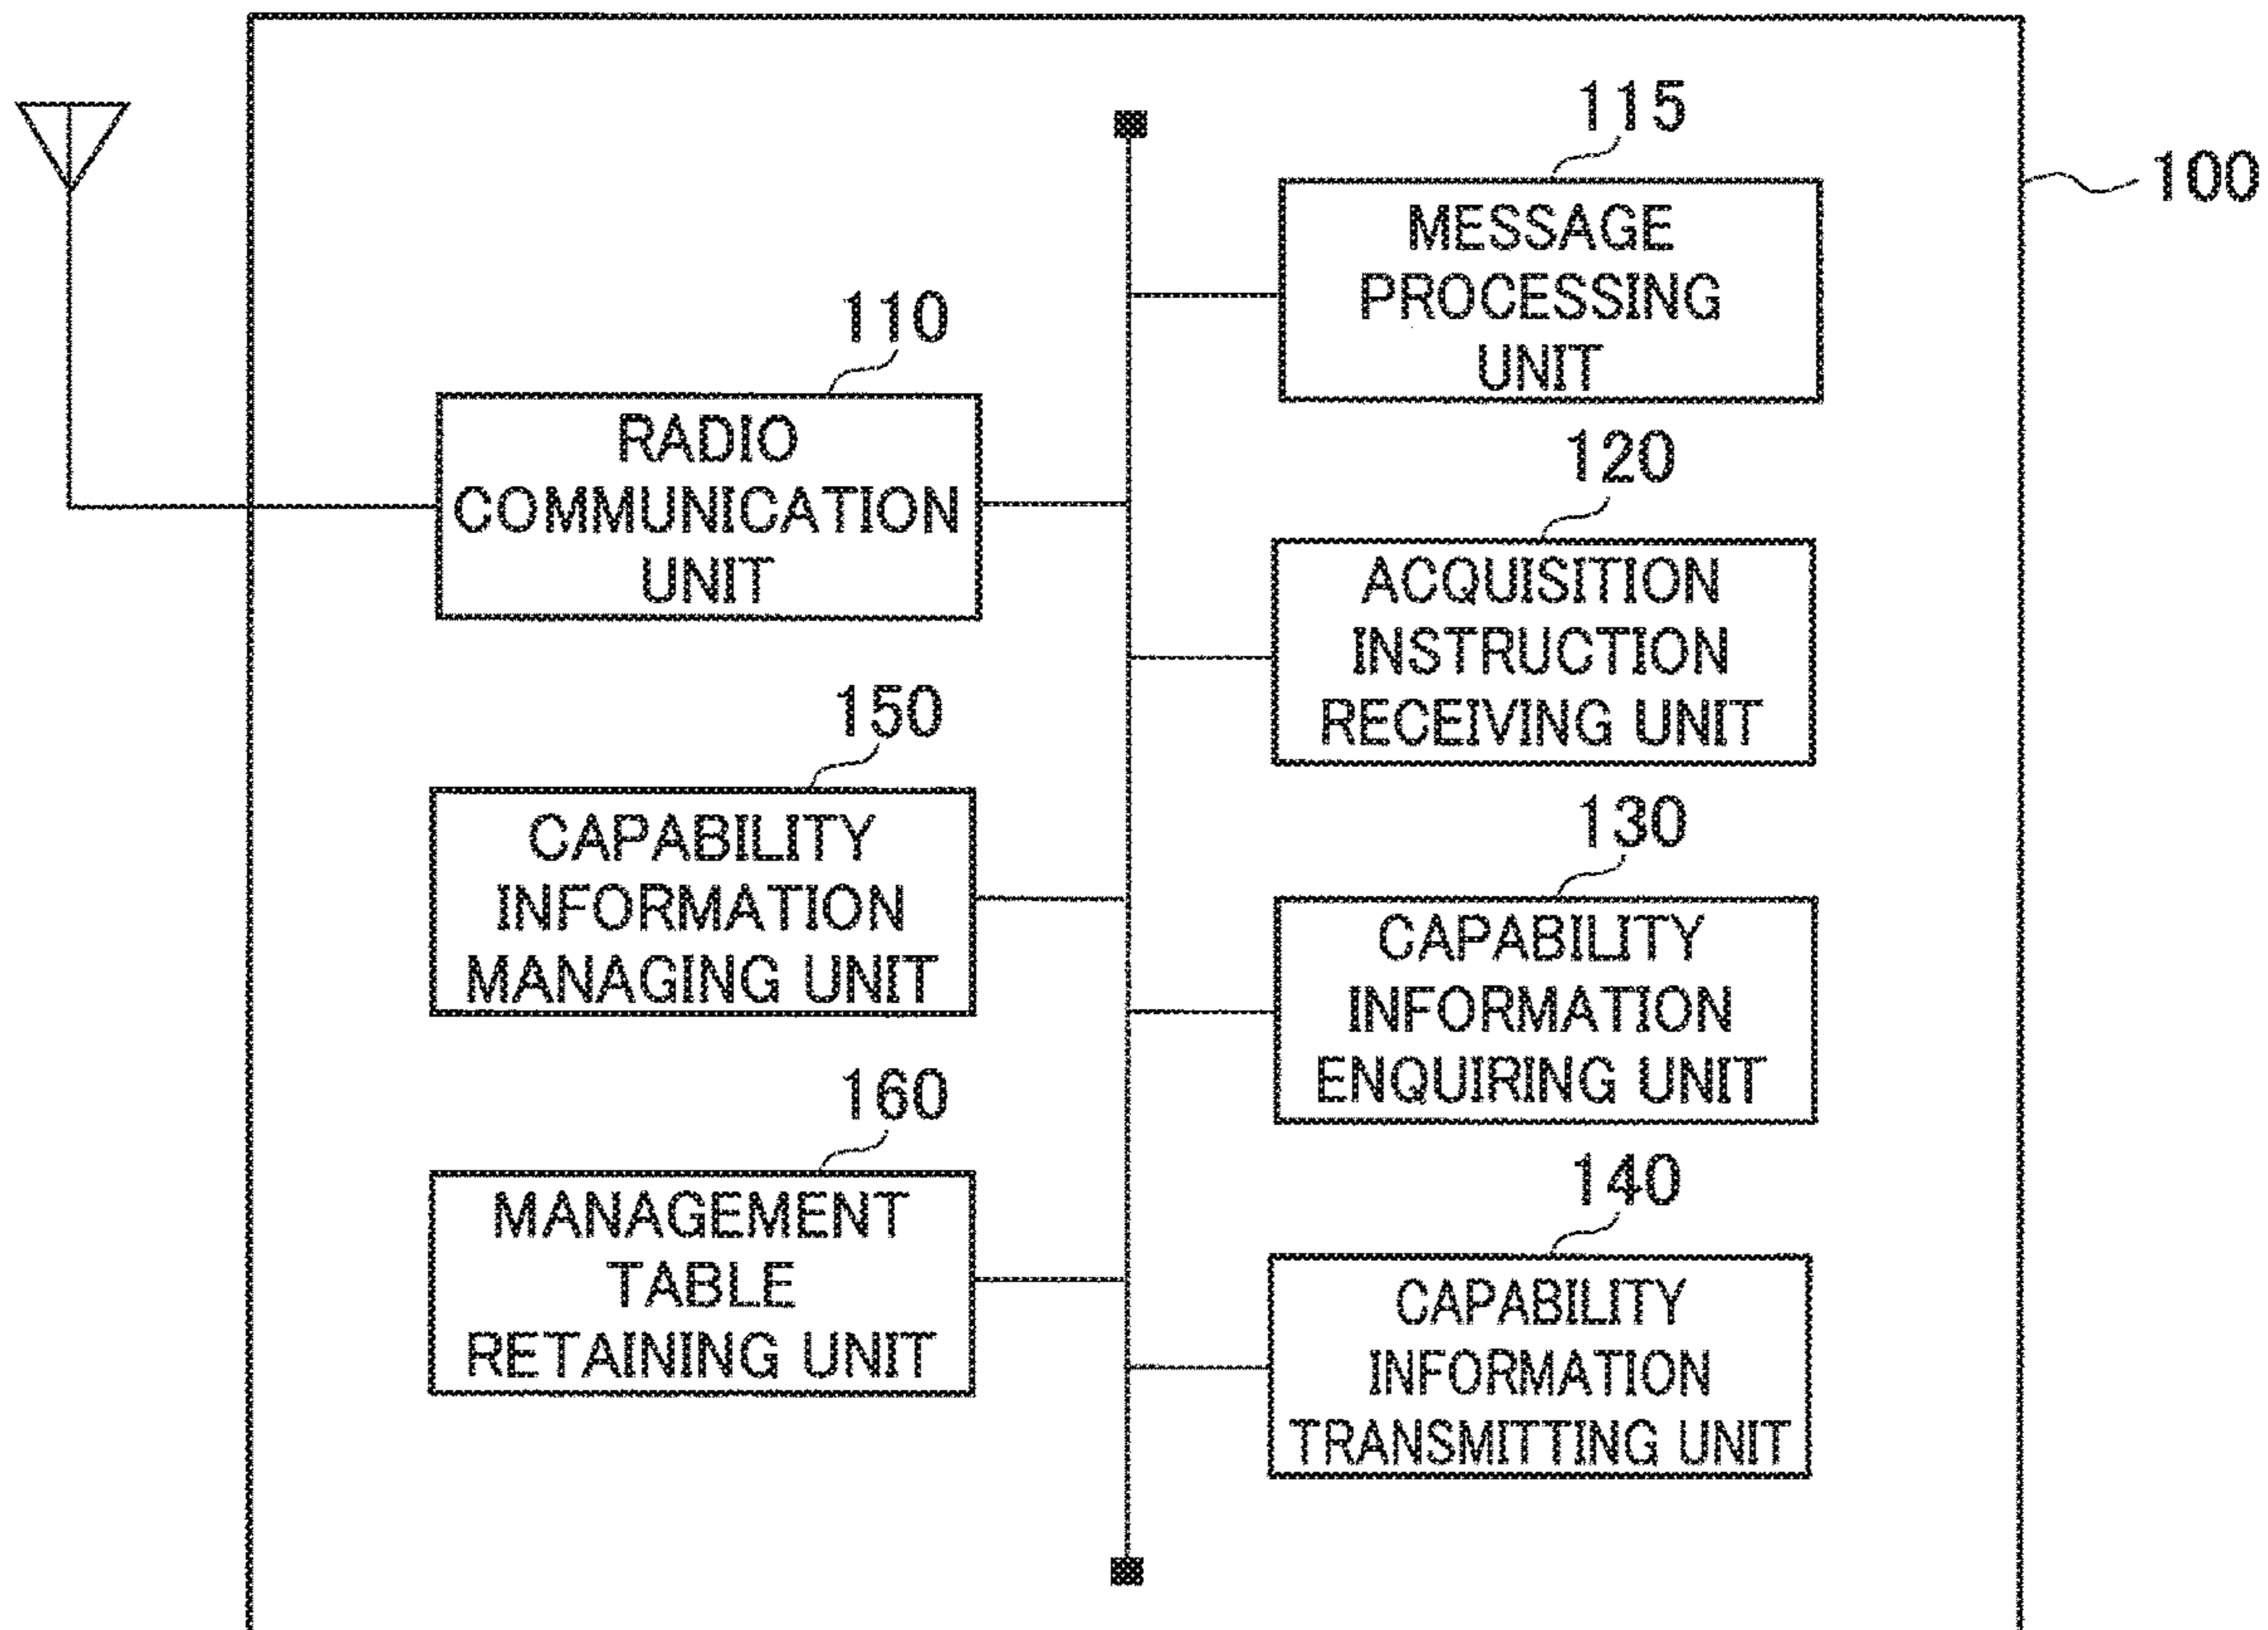 115
MESSAGE
PROCESSING
UNIT
100
110
RADIO
COMMUNICATION
UNIT
120
ACQUISITION
INSTRUCTION
RECEIVING UNIT
150
CAPABILITY
INFORMATION
MANAGING UNIT
130
CAPABILITY
INFORMATION
ENQUIRING UNIT
160
MANAGEMENT
TABLE
RETAINING UNIT
140
CAPABILITY
INFORMATION
TRANSMITTING UNIT